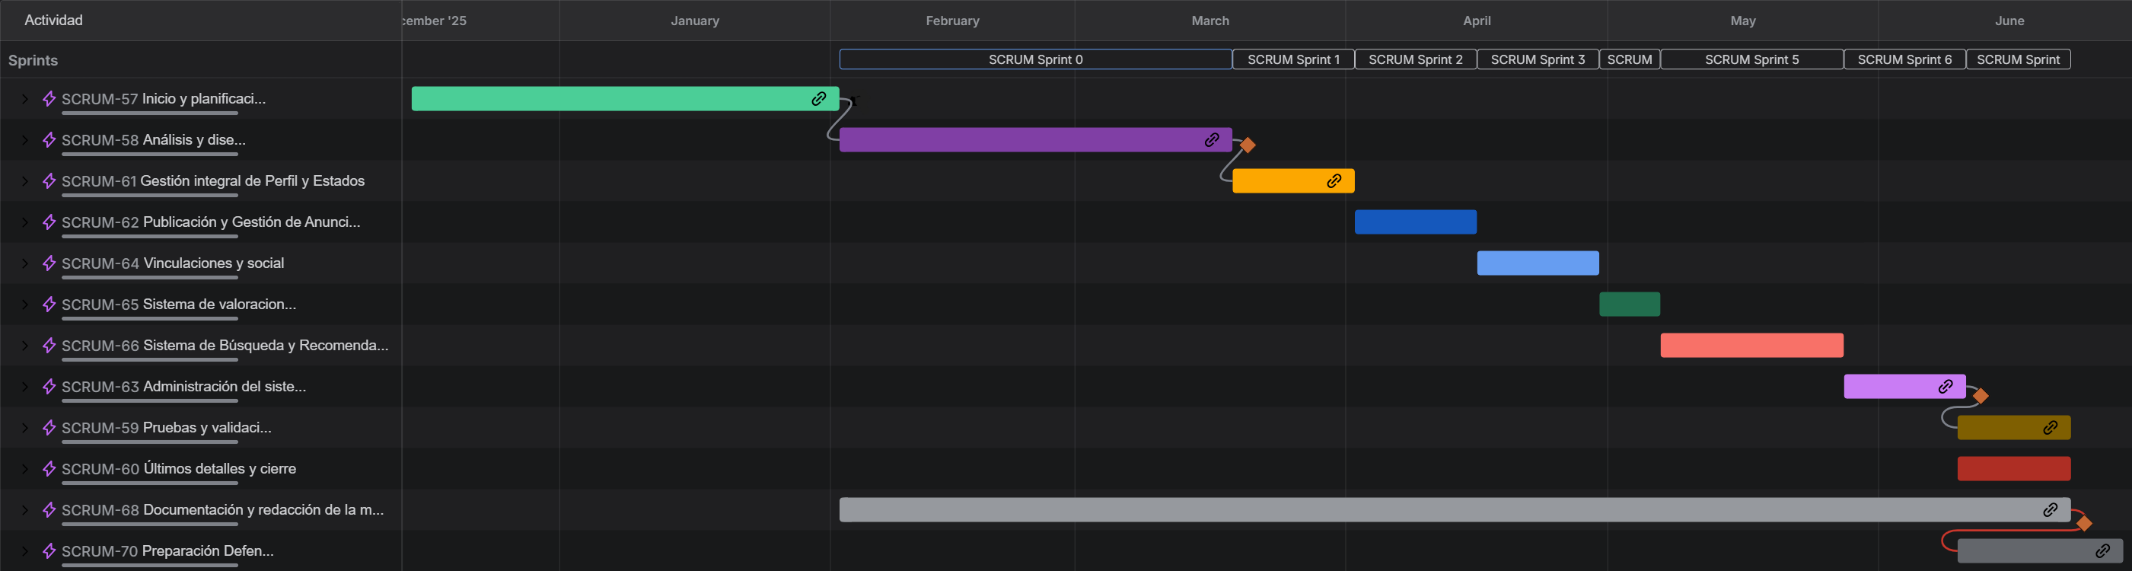 Actividad
cember '25 January February March April May June
Sprints
SCRUM Sprint 0 SCRUM Sprint 1 SCRUM Sprint 2 SCRUM Sprint 3 SCRUM SCRUM Sprint 5 SCRUM Sprint 6 SCRUM Sprint
SCRUM-57 Inicio y planificaci...
SCRUM-58 Análisis y dise...
SCRUM-61 Gestión integral de Perfil y Estados
SCRUM-62 Publicación y Gestión de Anunci...
SCRUM-64 Vinculaciones y social
SCRUM-65 Sistema de valoracion...
SCRUM-66 Sistema de Búsqueda y Recomenda...
SCRUM-63 Administración del siste...
SCRUM-59 Pruebas y validaci...
SCRUM-60 Últimos detalles y cierre
SCRUM-68 Documentación y redacción de la m...
SCRUM-70 Preparación Defen...